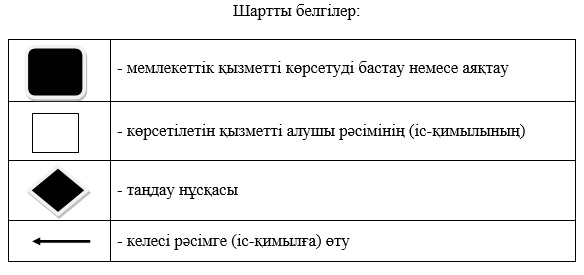 Шартты белгілер:
- мемлекеттік қызметті көрсетуді бастау немесе аяқтау
- көрсетілетін қызметті алушы рәсімінің (іс-қимылының)
- таңдау нұсқасы
- келесі рәсімге (іс-қимылға) өту